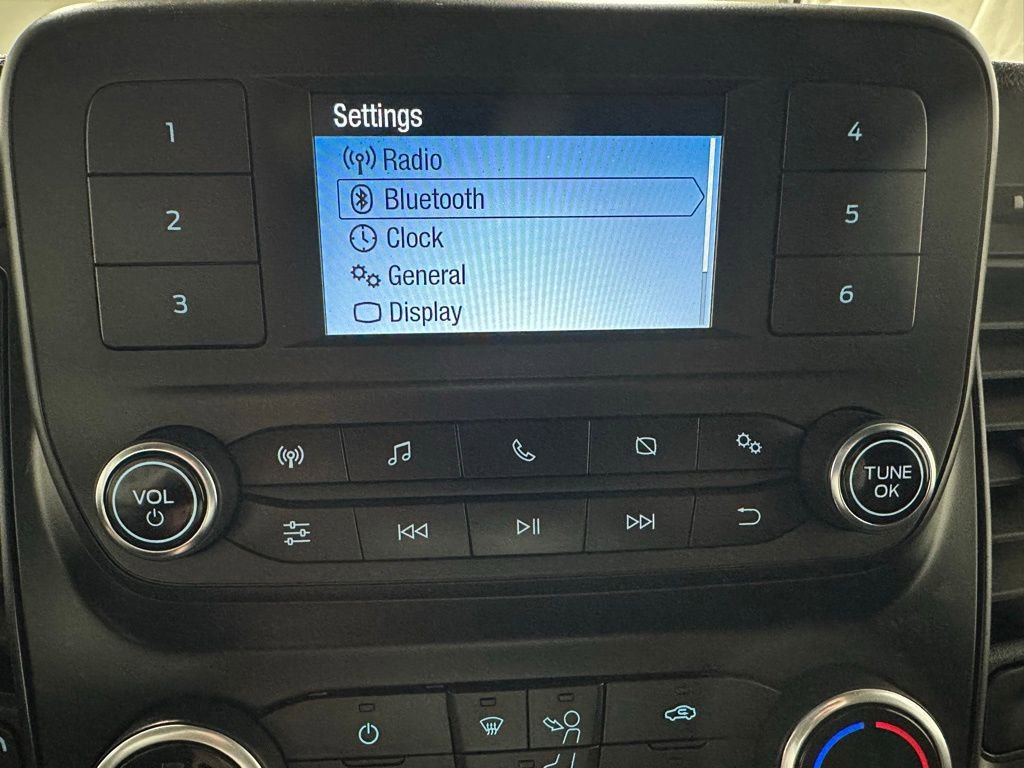 Settings
Radio
Bluetooth
Clock
General
Display
1
2
3
4
5
6
VOL
TUNE
OK